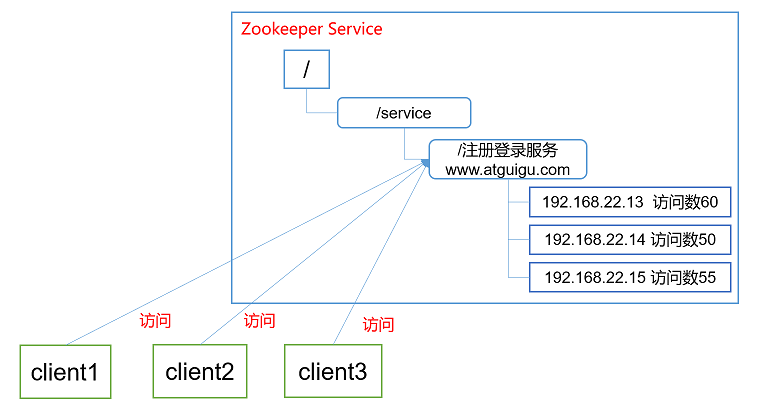 Zookeeper Service
/
/service
/注册登录服务
www.atguigu.com
192.168.22.13 访问数60
192.168.22.14 访问数50
192.168.22.15 访问数55
访问
访问
访问
client1
client2
client3